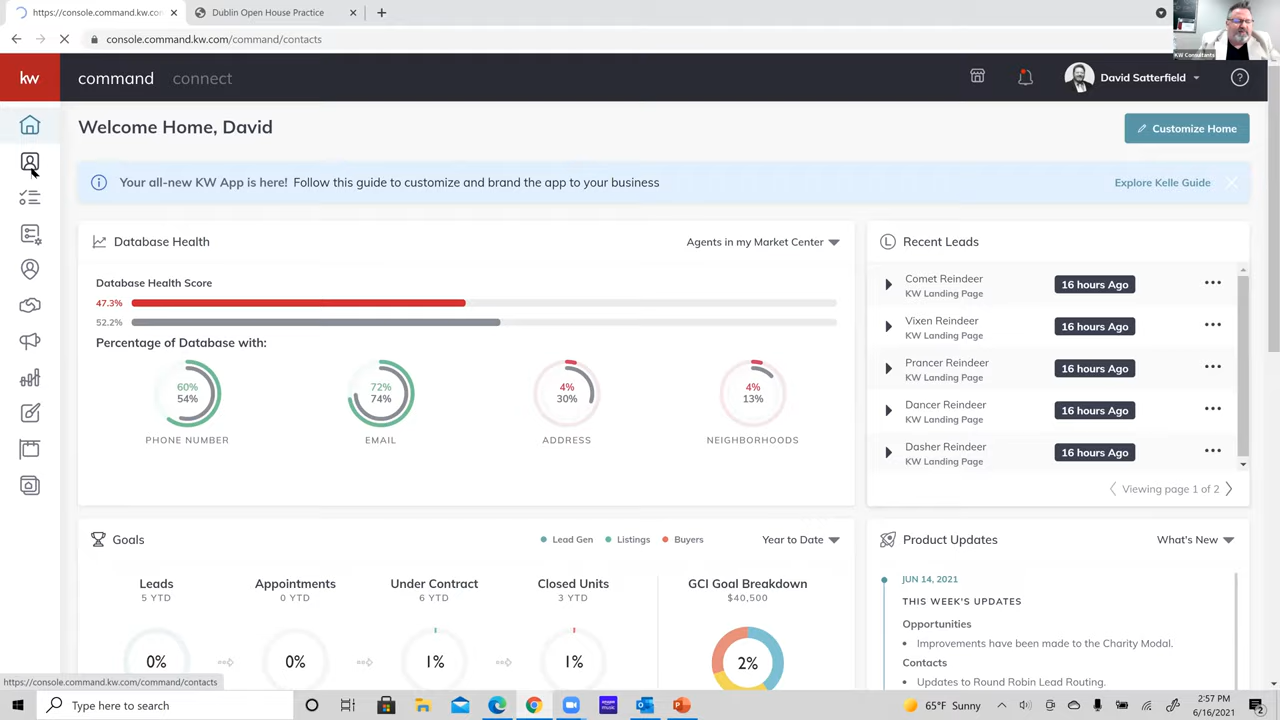 https://console.command.kw.com
Dublin Open House Practice
console.command.kw.com/command/contacts
KW Consultants
kw
command
connect
David Satterfield
Welcome Home, David
Customize Home
Your all-new KW App is here! Follow this guide to customize and brand the app to your business
Explore Kelle Guide
Database Health
Agents in my Market Center
Database Health Score
47.3%
52.2%
Percentage of Database with:
60%
54%
PHONE NUMBER
72%
74%
EMAIL
4%
30%
ADDRESS
4%
13%
NEIGHBORHOODS
Recent Leads
Comet Reindeer
KW Landing Page
16 hours Ago
Vixen Reindeer
KW Landing Page
16 hours Ago
Prancer Reindeer
KW Landing Page
16 hours Ago
Dancer Reindeer
KW Landing Page
16 hours Ago
Dasher Reindeer
KW Landing Page
16 hours Ago
Viewing page 1 of 2
Goals
Lead Gen
Listings
Buyers
Year to Date
Leads
5 YTD
0%
Appointments
0 YTD
0%
Under Contract
6 YTD
1%
Closed Units
3 YTD
1%
GCI Goal Breakdown
$40,500
2%
Product Updates
What's New
JUN 14, 2021
THIS WEEK'S UPDATES
Opportunities
Improvements have been made to the Charity Modal.
Contacts
Updates to Round Robin Lead Routing.
https://console.command.kw.com/command/contacts
Type here to search
65°F Sunny
2:57 PM
6/16/2021
2